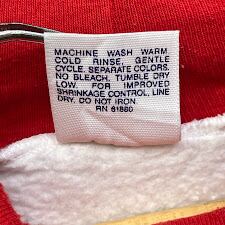 MACHINE WASH WARM
COLD RINSE, GENTLE
CYCLE. SEPARATE COLORS.
NO BLEACH. TUMBLE DRY
LOW. FOR IMPROVED
SHRINKAGE CONTROL, LINE
DRY. DO NOT IRON.
RN 61880